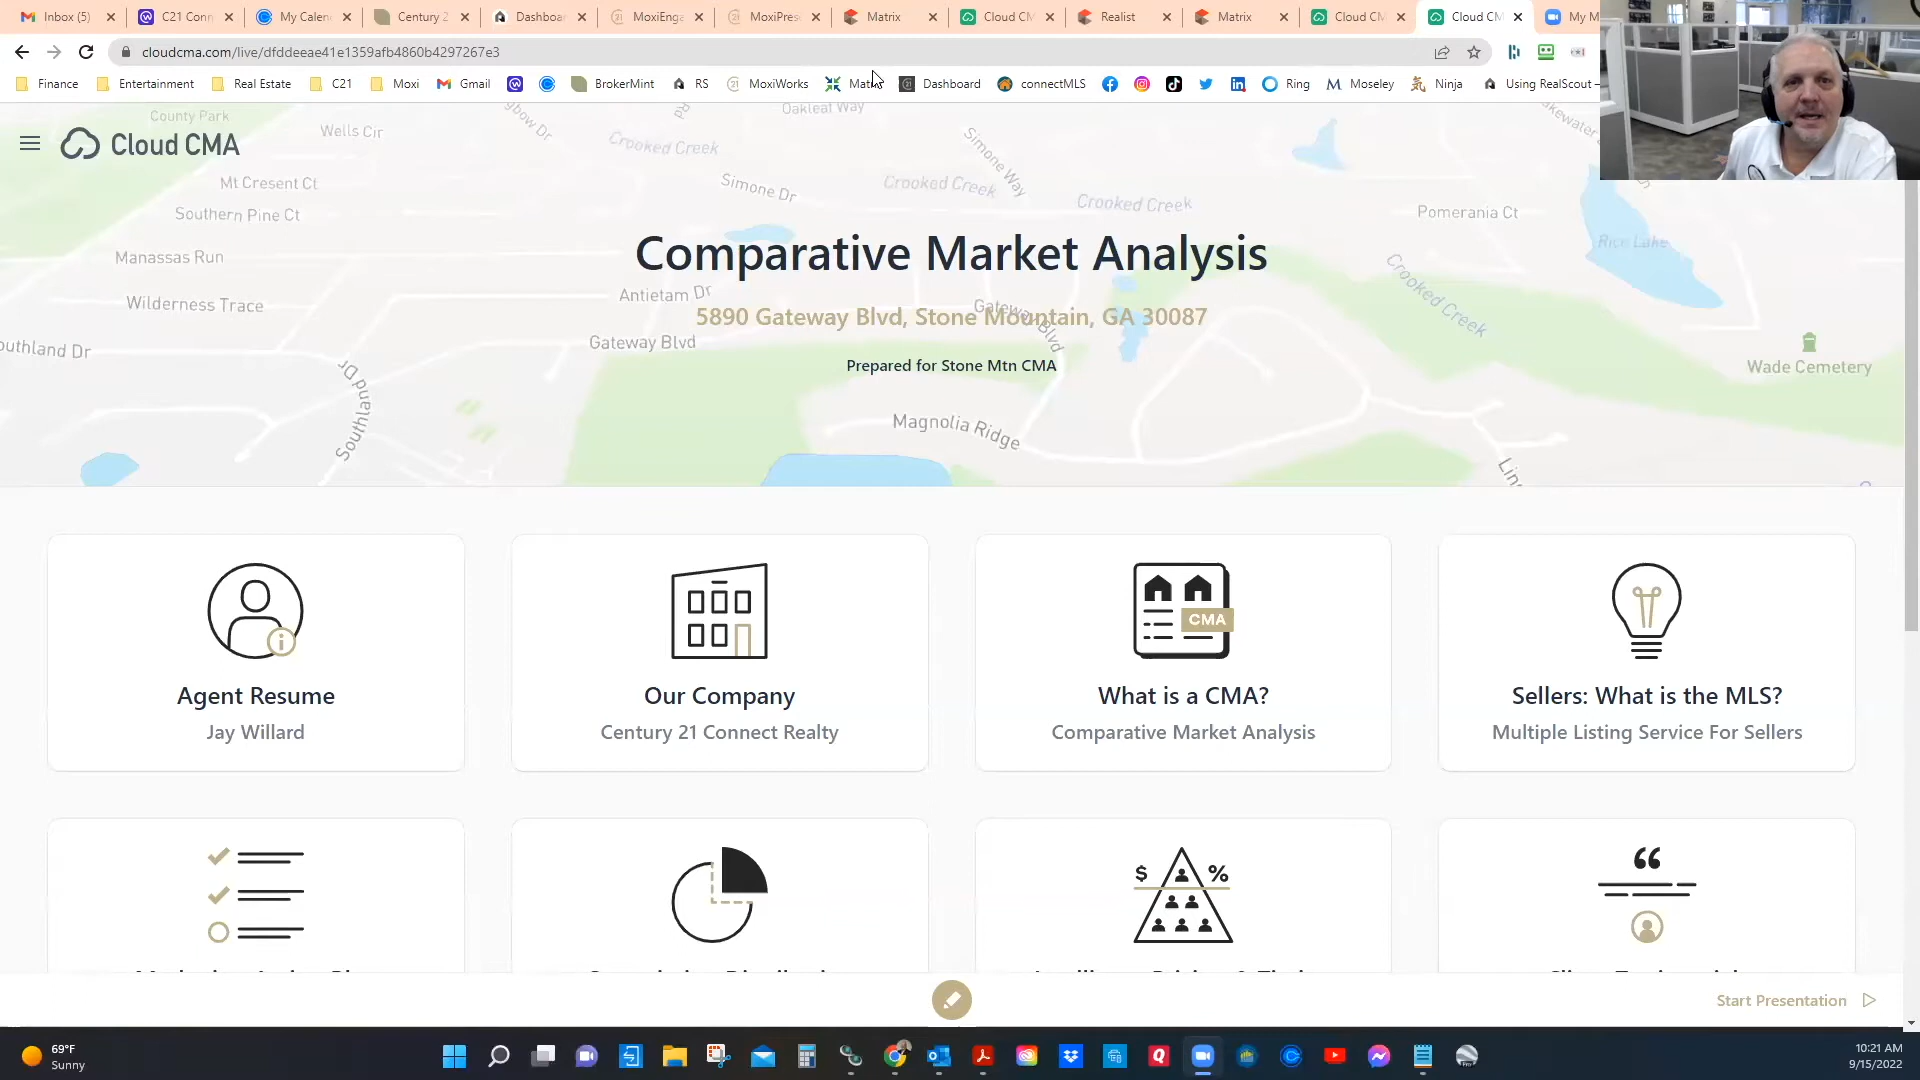 Inbox (5)
C21 Conn
My Calen
Century 2
Dashboa
MoxiEnga
MoxiPres
Matrix
Cloud CM
Realist
Matrix
Cloud CM
Cloud CM
My M
cloudcma.com/live/dfddeeae41e1359afb4860b4297267e3
Finance
Entertainment
Real Estate
C21
Moxi
Gmail
BrokerMint
RS
MoxiWorks
Dashboard
connectMLS
Ring
Moseley
Ninja
Using RealScout –
County Park
Wells Cir
Oakleaf Way
Rd
Crooked Creek
Simone Way
Cloud CMA
Mt Cresent Ct
Simone Dr
Crooked Creek
Crooked Creek
Southern Pine Ct
Pomerania Ct
Rice Lake
Comparative Market Analysis
Manassas Run
Crooked Creek
Wilderness Trace
Antietam Dr
Gateway Blvd
5890 Gateway Blvd, Stone Mountain, GA 30087
Gateway Blvd
outhland Dr
Prepared for Stone Mtn CMA
Wade Cemetery
Southland Dr
Magnolia Ridge
Agent Resume
Jay Willard
Our Company
Century 21 Connect Realty
CMA
What is a CMA?
Comparative Market Analysis
Sellers: What is the MLS?
Multiple Listing Service For Sellers
$ %
Start Presentation
69°F
Sunny
10:21 AM
9/15/2022